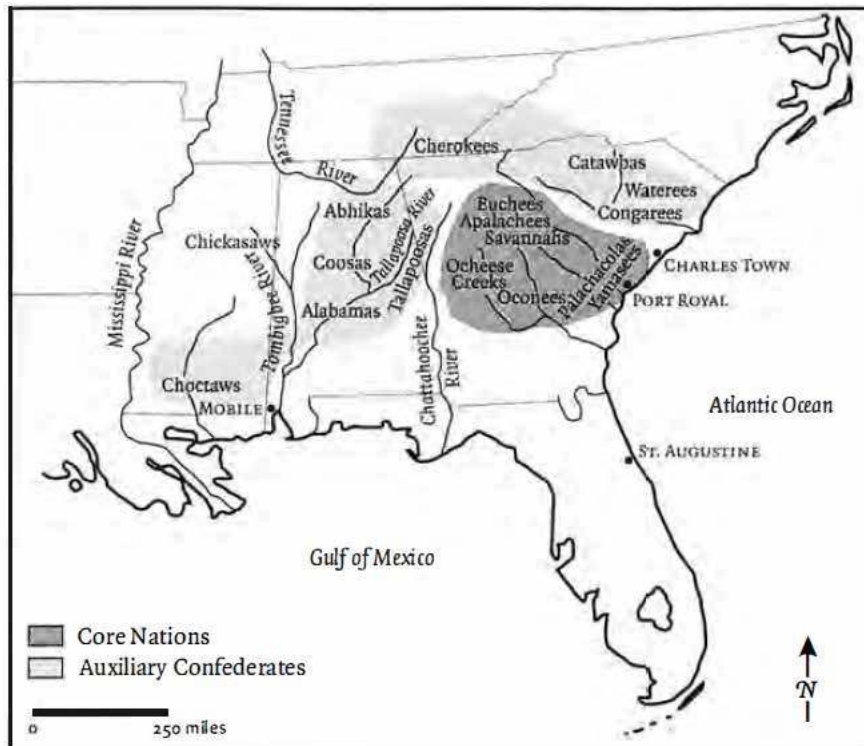 Tennessee
River
Cherokees
Catawbas
Waterees
Congarees
Abhikas
Tallapoosa River
Tallapoosas
Coosas
Alabamas
Chickasaws
Tombigbee River
Mississippi River
Choctaws
MOBILE
Euchees
Apalachees
Savannahs
Ocheese
Creeks
Oconees
Palachacolas
Yamasees
CHARLES TOWN
PORT ROYAL
Chattahoochee
River
Atlantic Ocean
ST. AUGUSTINE
Gulf of Mexico
Core Nations
Auxiliary Confederates
0 250 miles
N